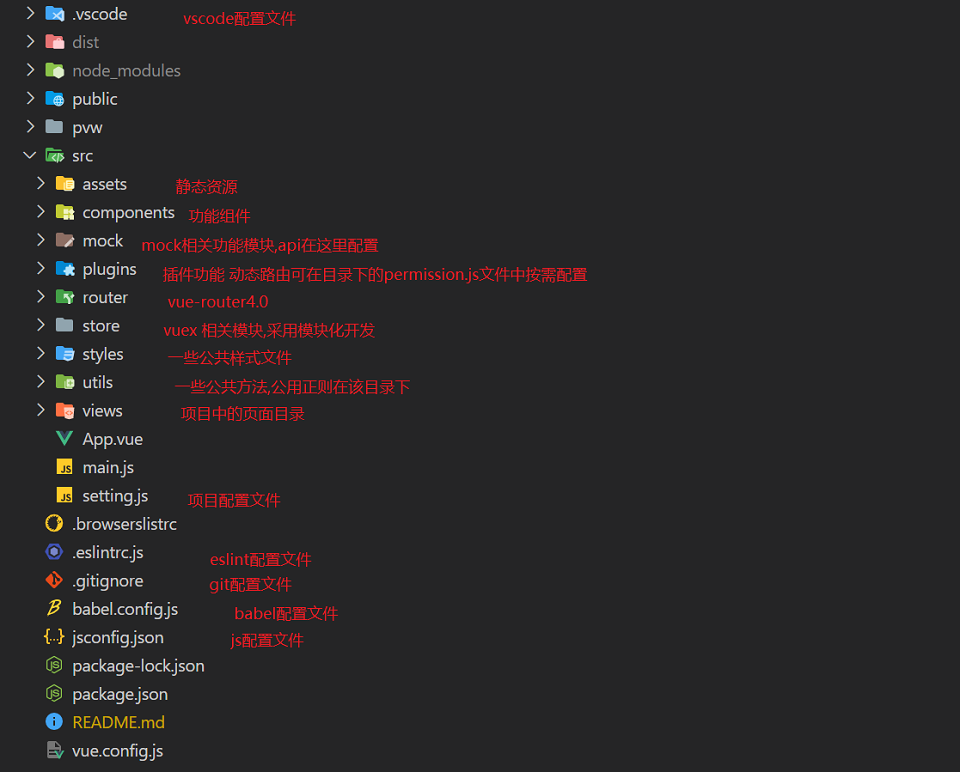 .vscode vscode配置文件
dist
node_modules
public
pvw
src
assets 静态资源
components 功能组件
mock mock相关功能模块,api在这里配置
plugins 插件功能 动态路由可在目录下的permission.js文件中按需配置
router vue-router4.0
store vuex 相关模块,采用模块化开发
styles 一些公共样式文件
utils 一些公共方法,公用正则在该目录下
views 项目中的页面目录
App.vue
main.js
setting.js 项目配置文件
.browserslistrc
.eslintrc.js eslint配置文件
.gitignore git配置文件
babel.config.js babel配置文件
jsconfig.json js配置文件
package-lock.json
package.json
README.md
vue.config.js